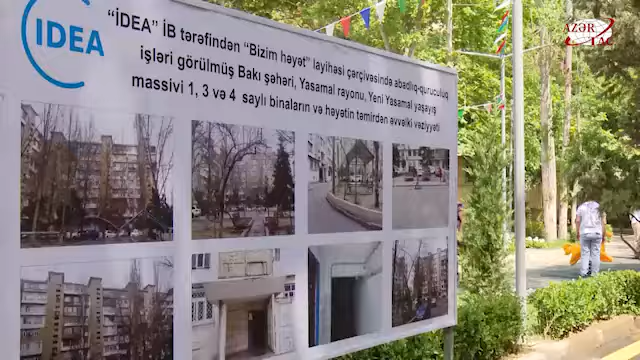 IDEA
"İDEA" İB tərəfindən "Bizim həyət" layihəsi çərçivəsində abadlıq-quruculuq
işləri görülmüş Bakı şəhəri, Yasamal rayonu, Yeni Yasamal yaşayış
massivi 1, 3 və 4 saylı binaların və həyətin təmirdən əvvəlki vəziyyəti
AZƏR
TAC